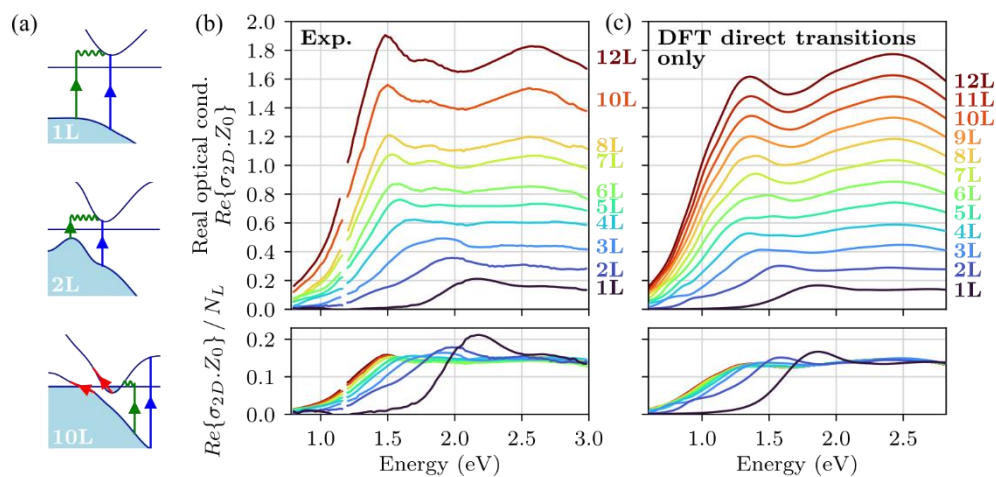 (a)
1L
2L
10L
(b)
Real optical cond.
Re{σ2D.Z0}
Re{σ2D.Z0} / NL
2.0
1.8
1.6
1.4
1.2
1.0
0.8
0.6
0.4
0.2
0.0
Exp.
12L
10L
8L
7L
6L
5L
4L
3L
2L
1L
0.2
0.1
0.0
1.0 1.5 2.0 2.5 3.0
Energy (eV)
(c)
DFT direct transitions
only
12L
11L
10L
9L
8L
7L
6L
5L
4L
3L
2L
1L
1.0 1.5 2.0 2.5
Energy (eV)